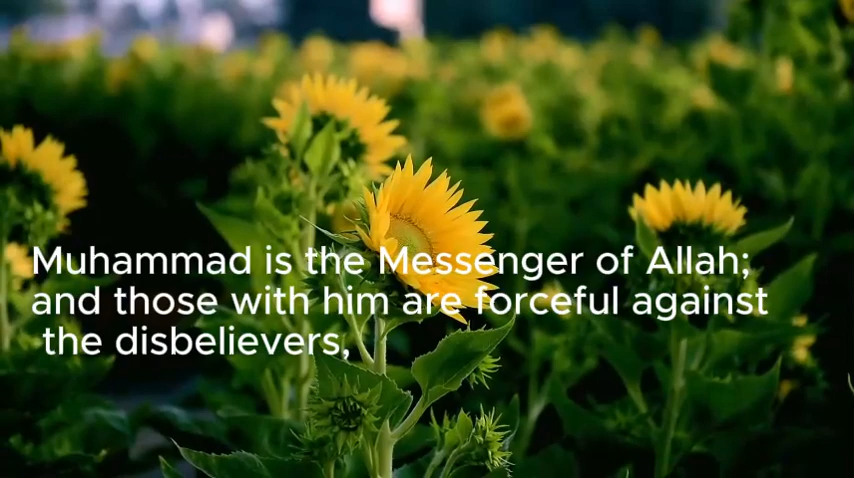 Muhammad is the Messenger of Allah;
and those with him are forceful against
the disbelievers,